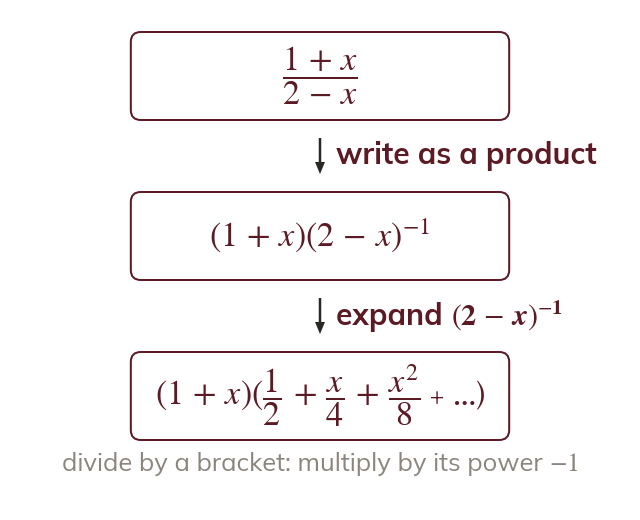 (1 + x)/(2 − x)
write as a product
(1 + x)(2 − x)⁻¹
expand (2 − x)⁻¹
(1 + x)(1/2 + x/4 + x²/8 + ...)
divide by a bracket: multiply by its power −1